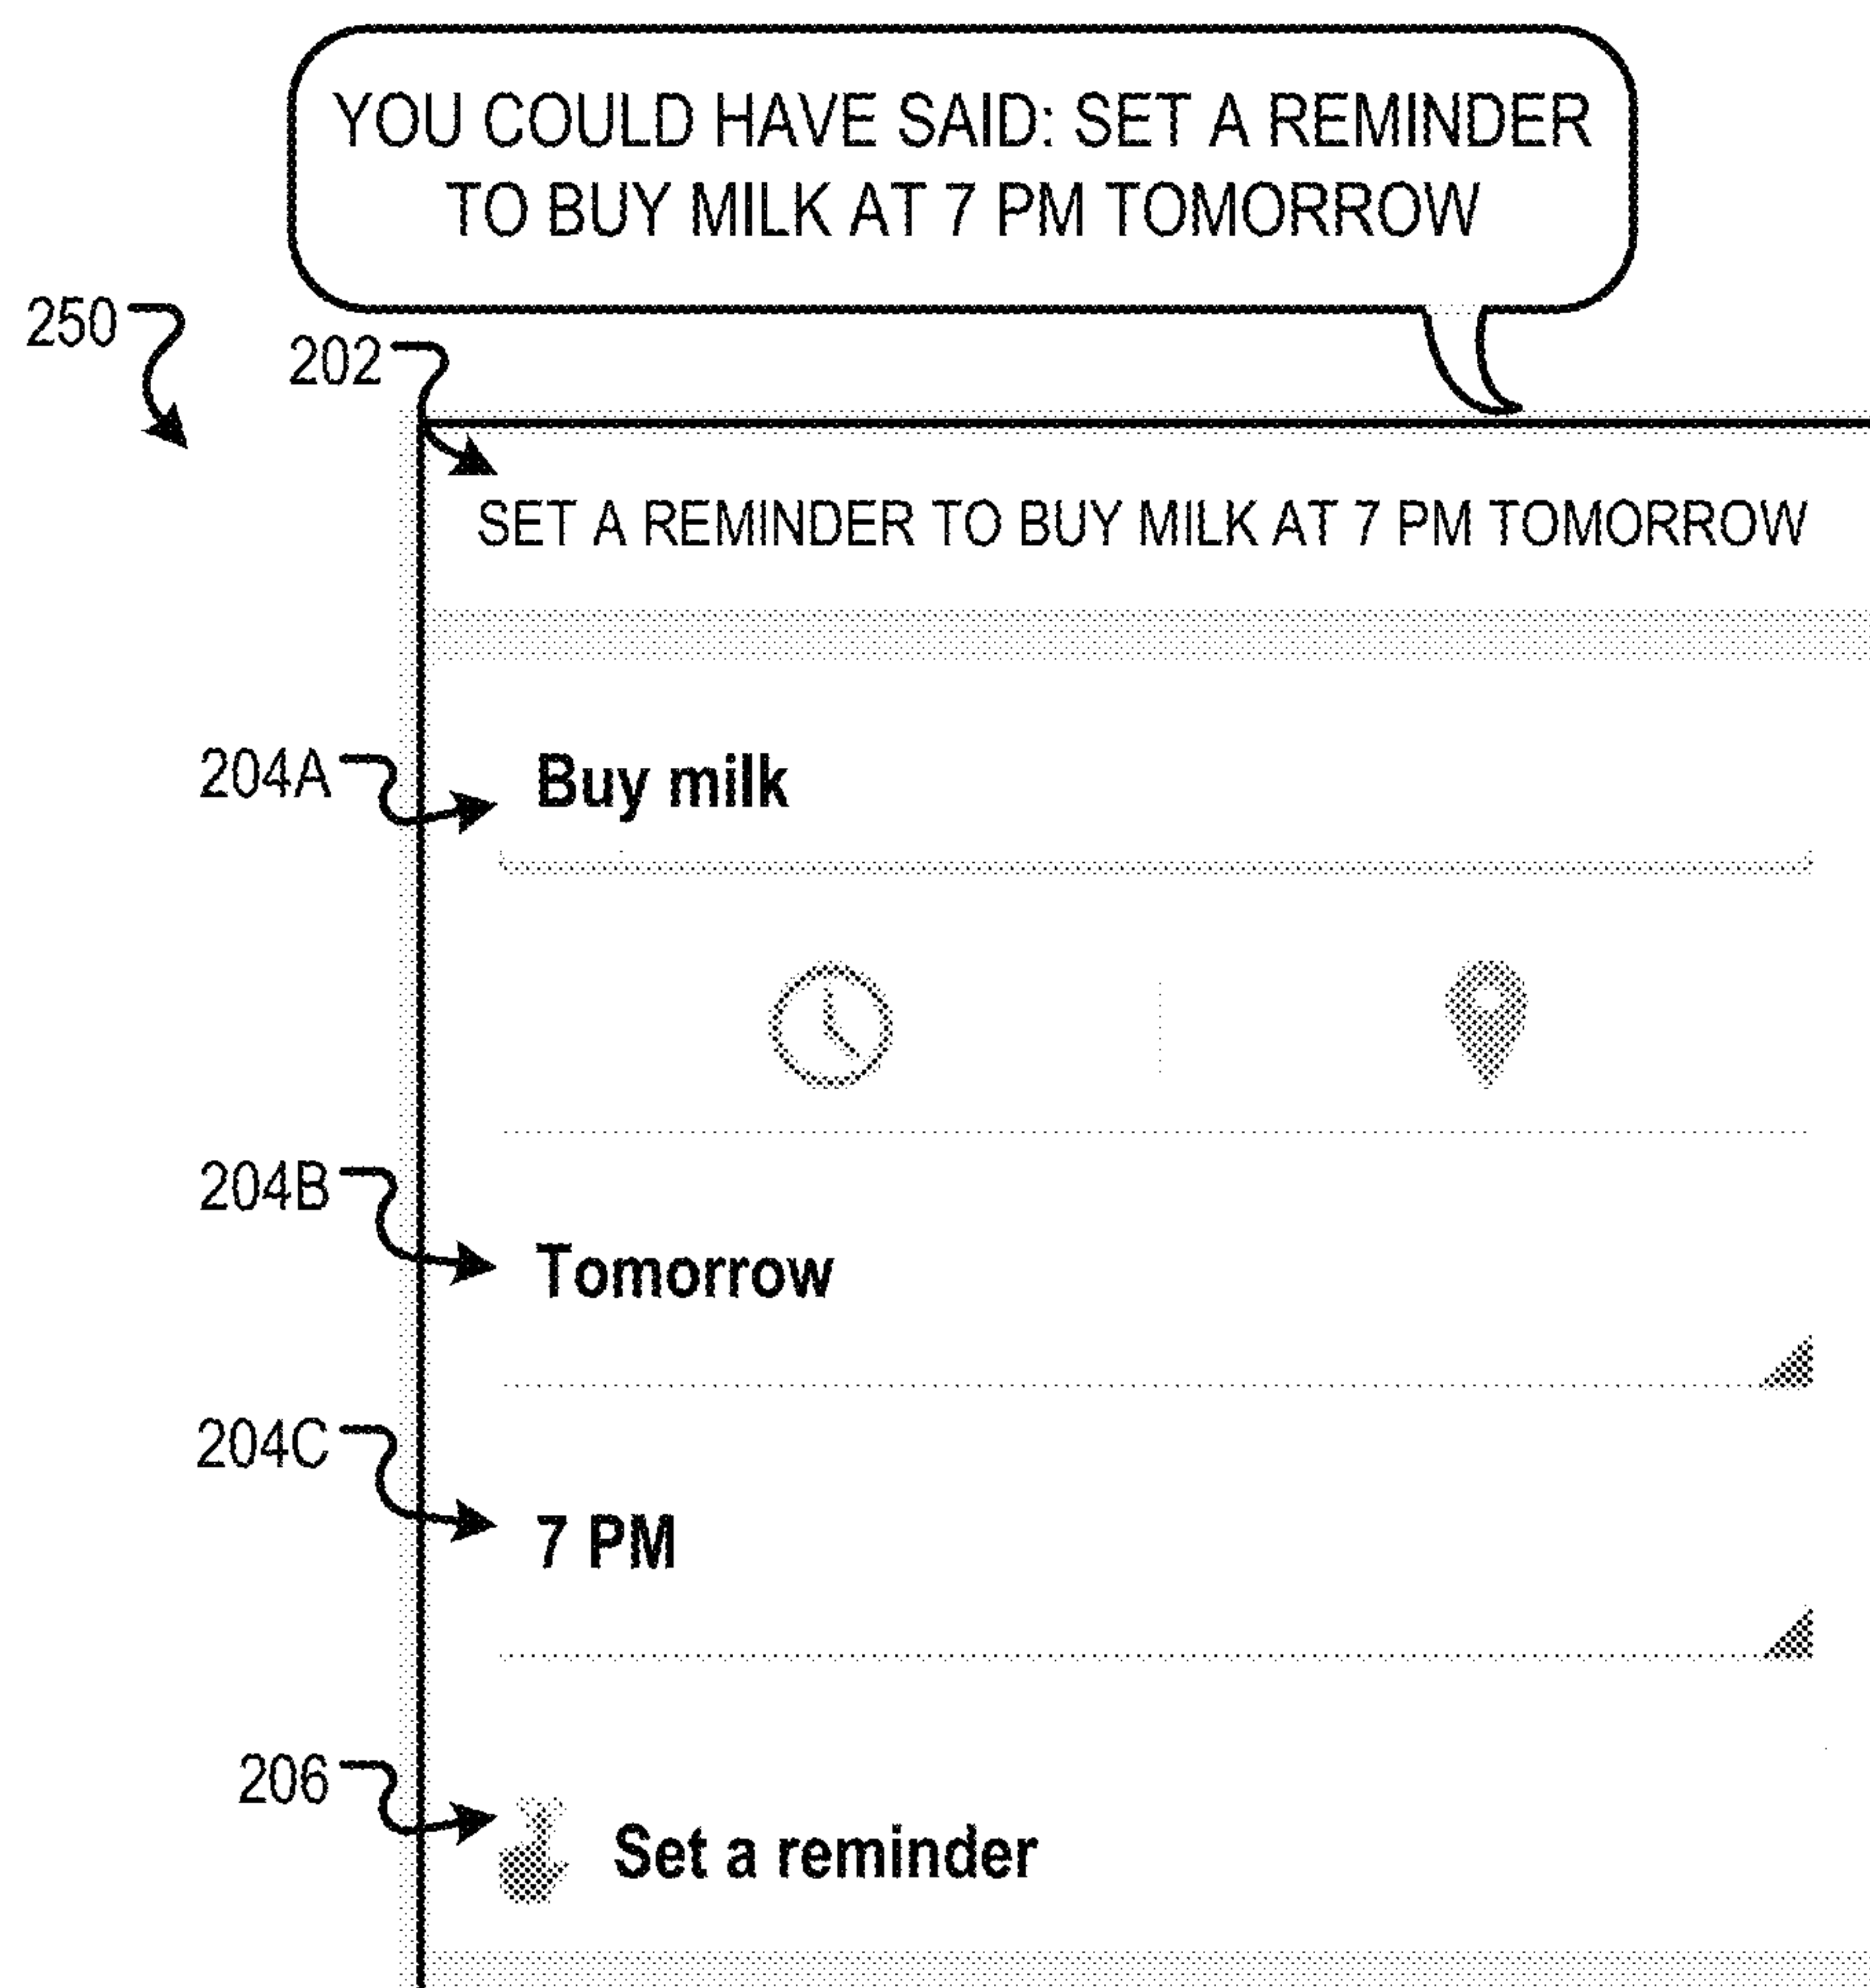 YOU COULD HAVE SAID: SET A REMINDER
TO BUY MILK AT 7 PM TOMORROW
250
202
SET A REMINDER TO BUY MILK AT 7 PM TOMORROW
204A
Buy milk
204B
Tomorrow
204C
7 PM
206
Set a reminder